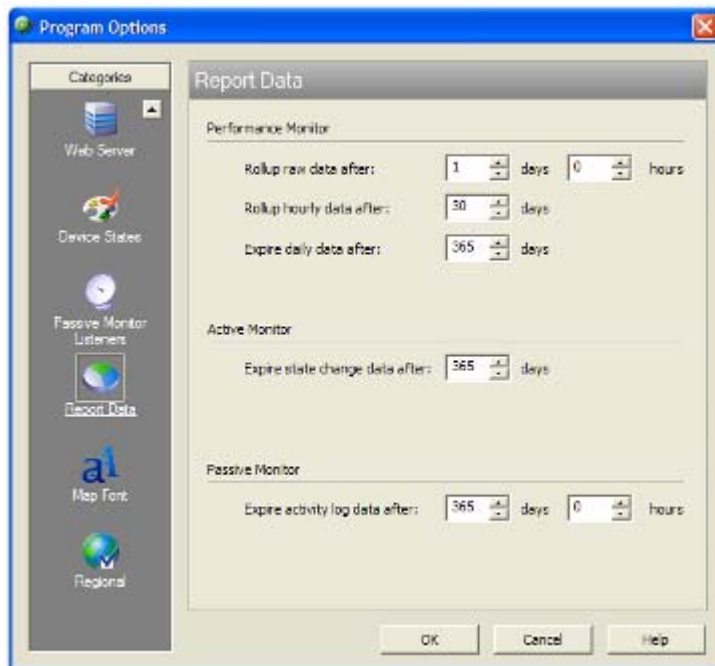 Program Options
Categories
Web Server
Device States
Passive Monitor
Listeners
Report Data
Map Font
Regional
Report Data
Performance Monitor
Rollup raw data after: 1 days 0 hours
Rollup hourly data after: 30 days
Expire daily data after: 365 days
Active Monitor
Expire state change data after: 365 days
Passive Monitor
Expire activity log data after: 365 days 0 hours
OK Cancel Help